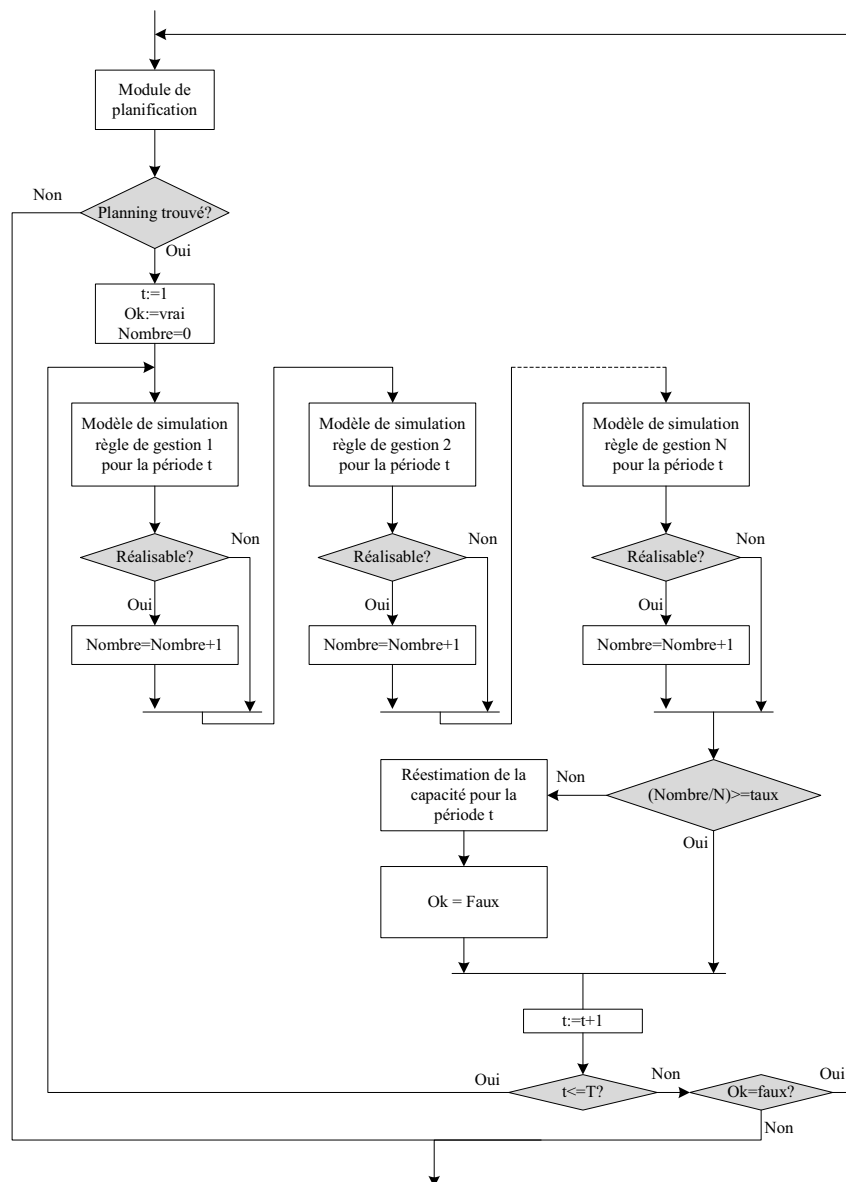 Module de
planification
Non
Planning trouvé?
Oui
t:=1
Ok:=vrai
Nombre=0
Modèle de simulation
règle de gestion 1
pour la période t
Modèle de simulation
règle de gestion 2
pour la période t
Modèle de simulation
règle de gestion N
pour la période t
Réalisable?
Non
Réalisable?
Non
Réalisable?
Non
Oui
Oui
Oui
Nombre=Nombre+1
Nombre=Nombre+1
Nombre=Nombre+1
Réestimation de la
capacité pour la
période t
Non
(Nombre/N)>=taux
Oui
Ok = Faux
t:=t+1
Oui
t<=T?
Non
Ok=faux?
Oui
Non